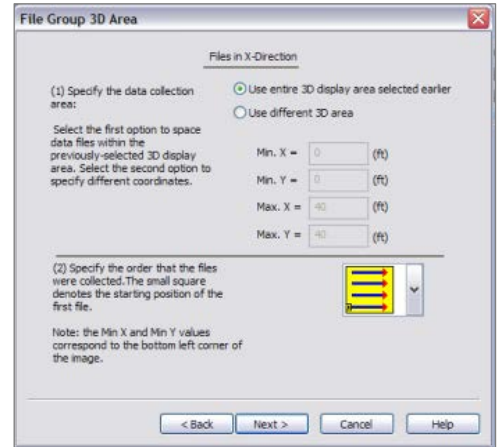 File Group 3D Area
Files in X-Direction
(1) Specify the data collection
area:
Select the first option to space
data files within the
previously-selected 3D display
area. Select the second option to
specify different coordinates.
Use entire 3D display area selected earlier
Use different 3D area
Min. X = 0 (ft)
Min. Y = 0 (ft)
Max. X = 40 (ft)
Max. Y = 40 (ft)
(2) Specify the order that the files
were collected.The small square
denotes the starting position of the
first file.
Note: the Min X and Min Y values
correspond to the bottom left corner of
the image.
< Back Next > Cancel Help